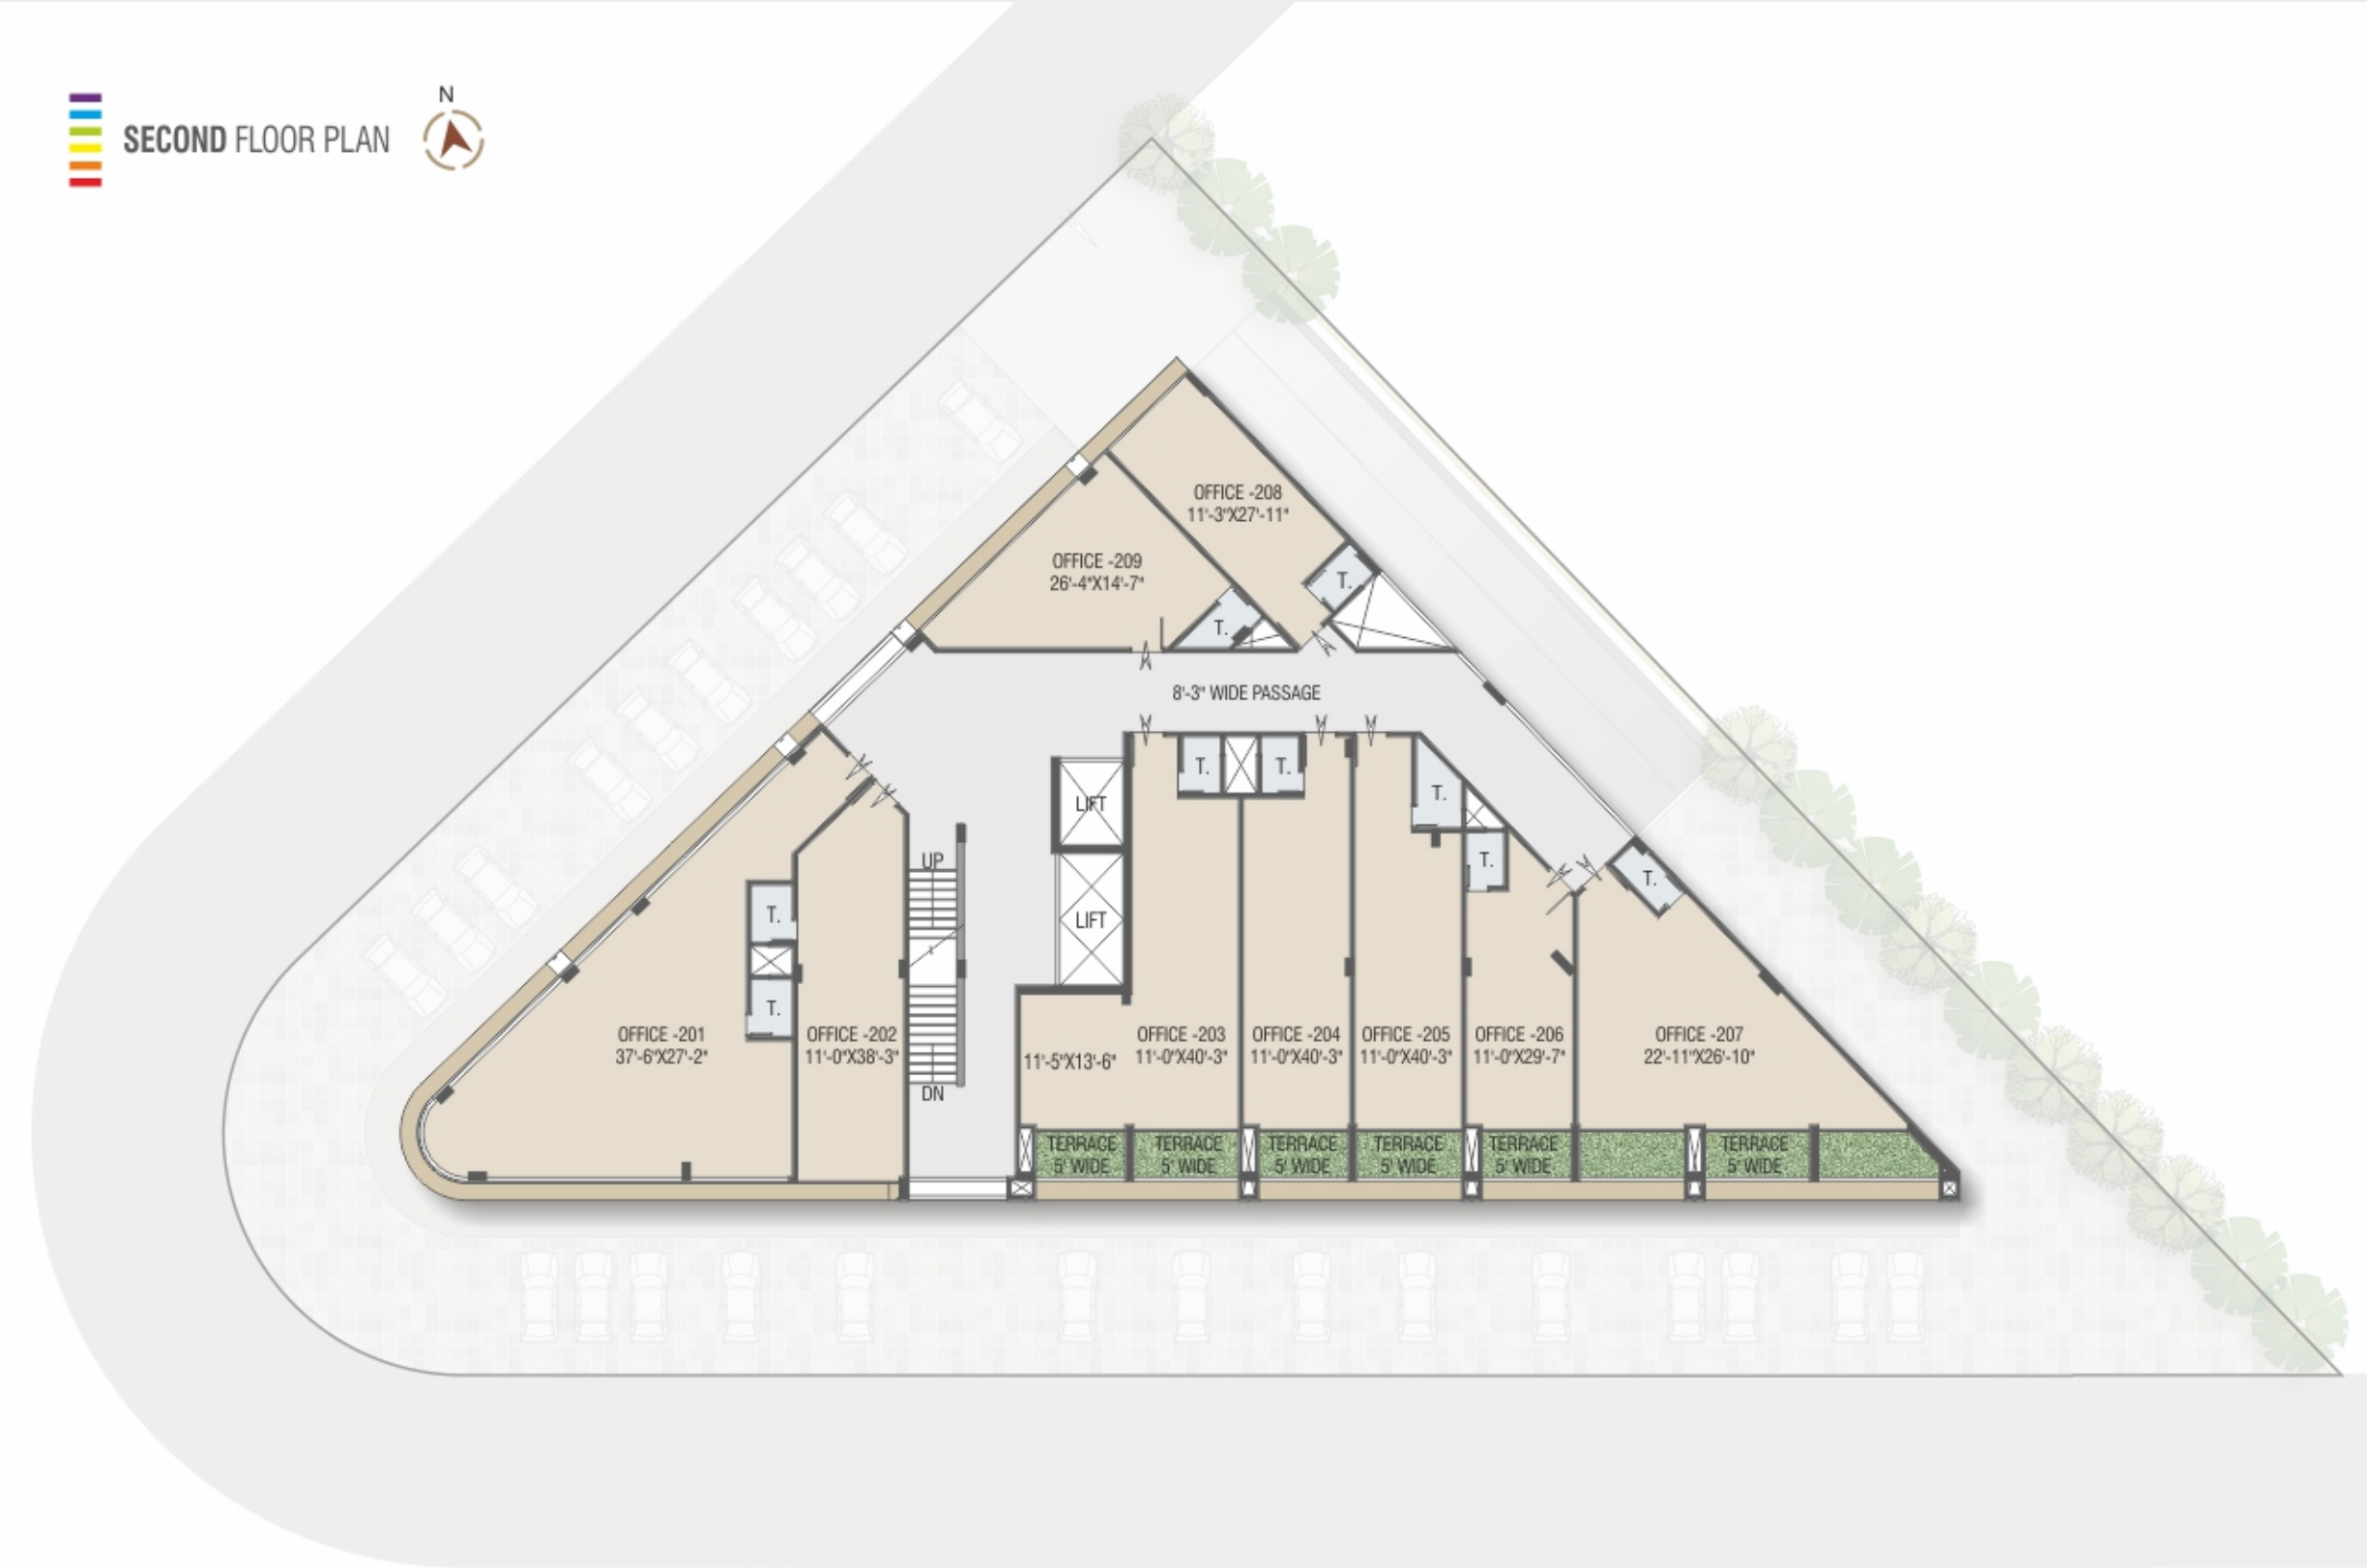 N
SECOND FLOOR PLAN
OFFICE -208
11'-3"X27'-11"
OFFICE -209
26'-4"X14'-7"
T.
T.
8'-3" WIDE PASSAGE
T.
T.
T.
LIFT
T.
T.
UP
T.
LIFT
T.
OFFICE -201
37'-6"X27'-2"
OFFICE -202
11'-0"X38'-3"
11'-5"X13'-6"
OFFICE -203
11'-0"X40'-3"
OFFICE -204
11'-0"X40'-3"
OFFICE -205
11'-0"X40'-3"
OFFICE -206
11'-0"X29'-7"
OFFICE -207
22'-11"X26'-10"
DN
TERRACE
5' WIDE
TERRACE
5' WIDE
TERRACE
5' WIDE
TERRACE
5' WIDE
TERRACE
5' WIDE
TERRACE
5' WIDE